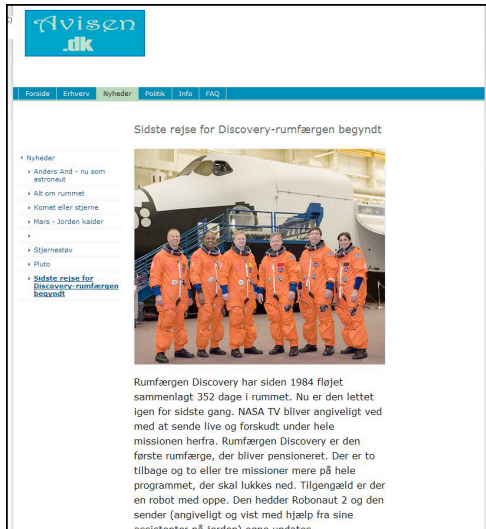 Avisen
.dk
Forside Erhverv Nyheder Politik Info FAQ
Sidste rejse for Discovery-rumfærgen begyndt
Nyheder
Anders And - nu som
astronaut
Alt om rummet
Komet eller stjerne
Mars - Jorden kalder
Stjernestøv
Pluto
Sidste rejse for
Discovery-rumfærgen
begyndt
Rumfærgen Discovery har siden 1984 fløjet
sammenlagt 352 dage i rummet. Nu er den lettet
igen for sidste gang. NASA TV bliver angiveligt ved
med at sende live og forskudt under hele
missionen herfra. Rumfærgen Discovery er den
første rumfærge, der bliver pensioneret. Der er to
tilbage og to eller tre missioner mere på hele
programmet, der skal lukkes ned. Tilgengæld er der
en robot med oppe. Den hedder Robonaut 2 og den
sender (angiveligt og vist med hjælp fra sine
assistenter på jorden) egne updates